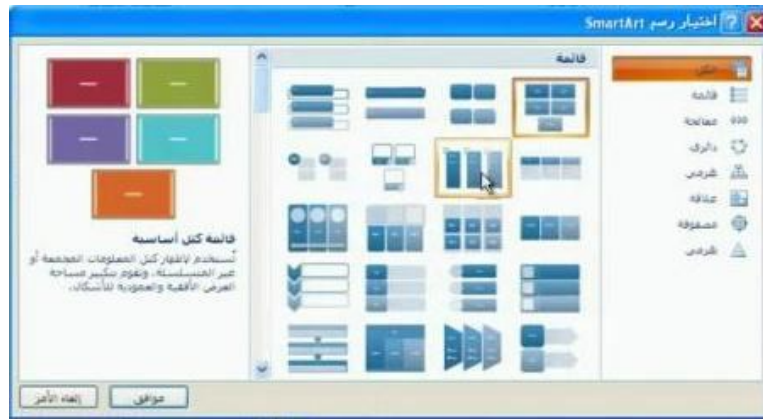 اختيار رسم SmartArt
الكل
قائمة
معالجة
دائري
هرمي
علاقة
مصفوفة
هرمي
قائمة
قائمة كتل أساسية
تُستخدم لإظهار كتل المعلومات المجمعة أو
غير المتسلسلة. وتقوم بتكبير مساحة
العرض الأفقية والعمودية للأشكال.
موافق
إلغاء الأمر